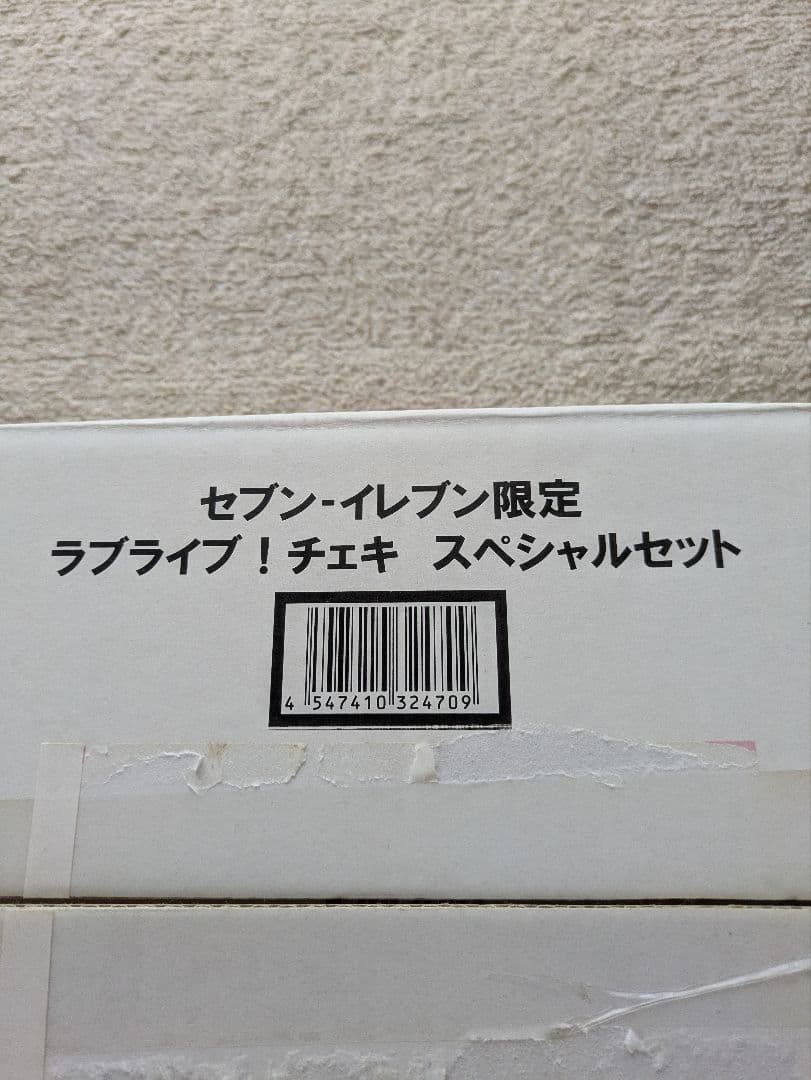 セブン-イレブン限定
ラブライブ！チェキ　スペシャルセット
4 547410 324709